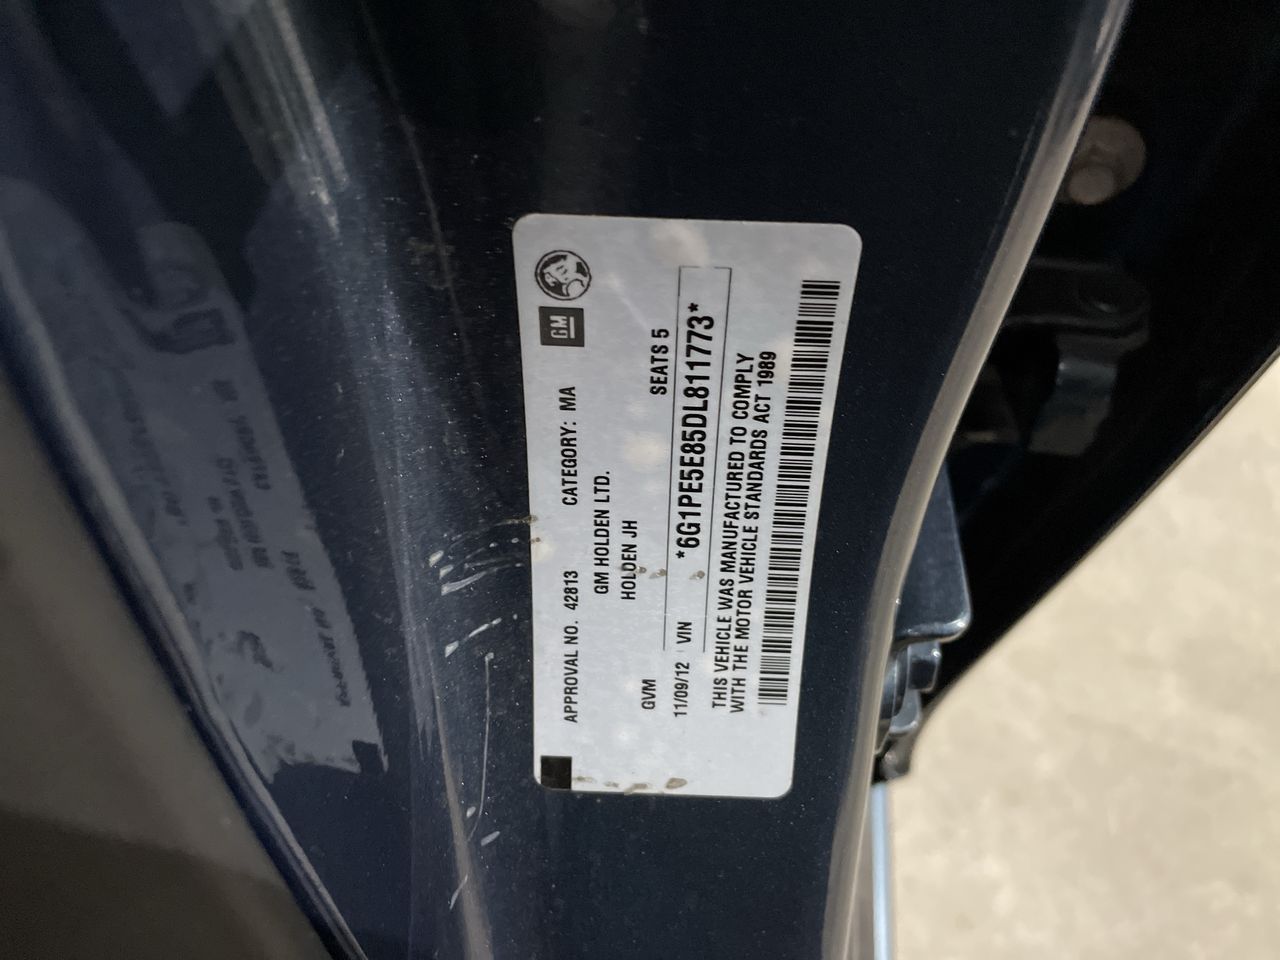 GM
APPROVAL NO. 42813 CATEGORY: MA
GM HOLDEN LTD.
HOLDEN JH
GVM SEATS 5
11/09/12 VIN *6G1PE5E85DL811773*
THIS VEHICLE WAS MANUFACTURED TO COMPLY
WITH THE MOTOR VEHICLE STANDARDS ACT 1989